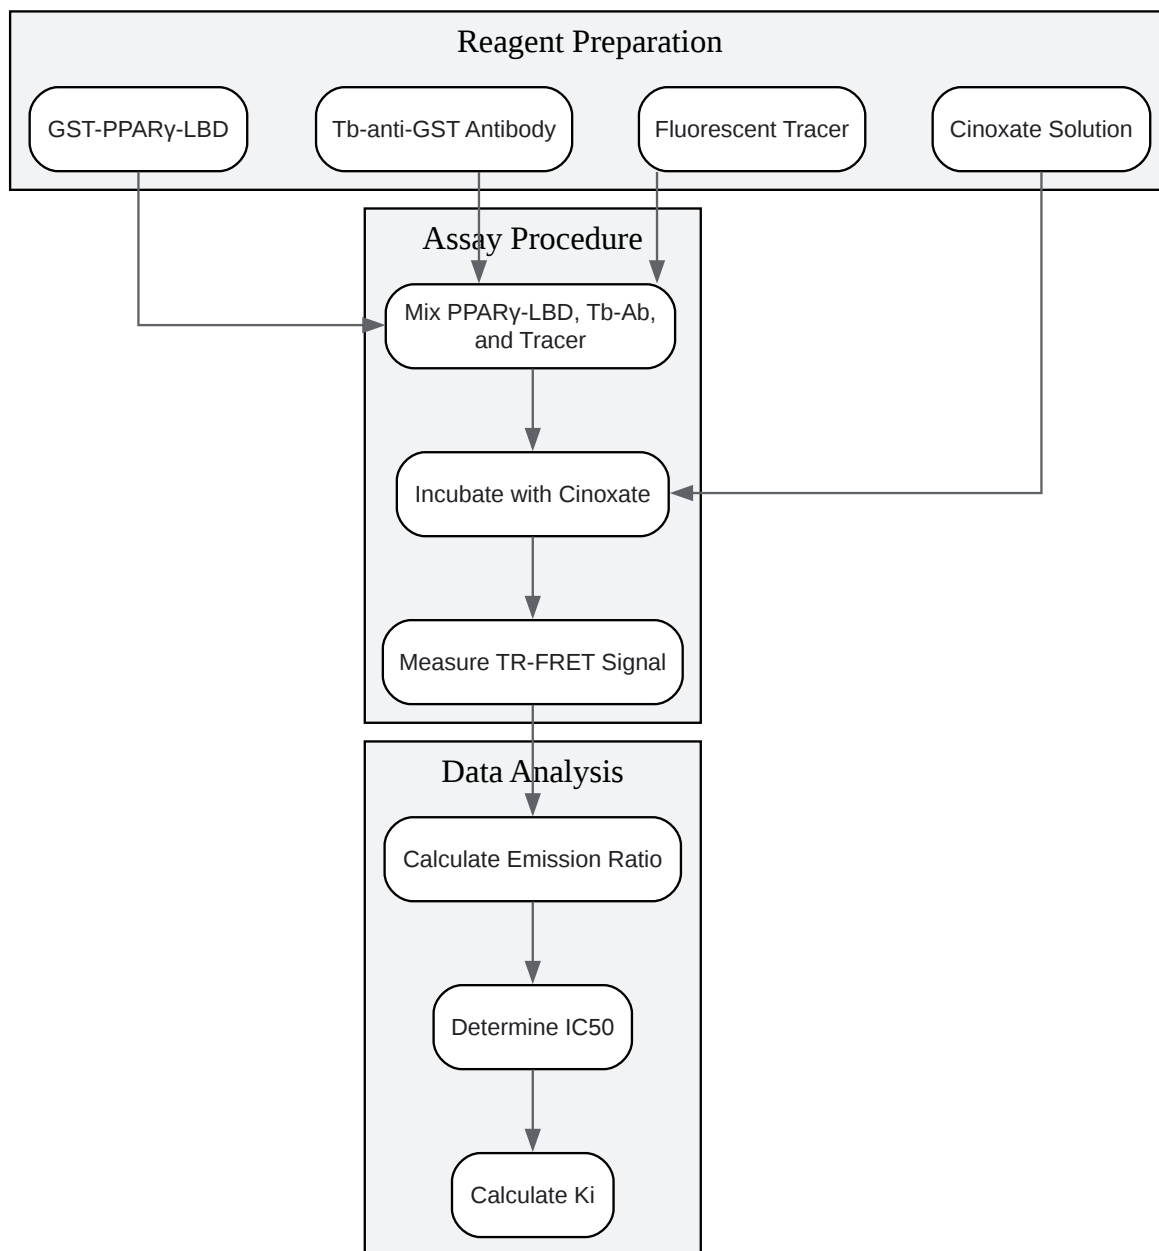 Reagent Preparation
GST-PPARγ-LBD
Tb-anti-GST Antibody
Fluorescent Tracer
Cinoxate Solution
Assay Procedure
Mix PPARγ-LBD, Tb-Ab,
and Tracer
Incubate with Cinoxate
Measure TR-FRET Signal
Data Analysis
Calculate Emission Ratio
Determine IC50
Calculate Ki